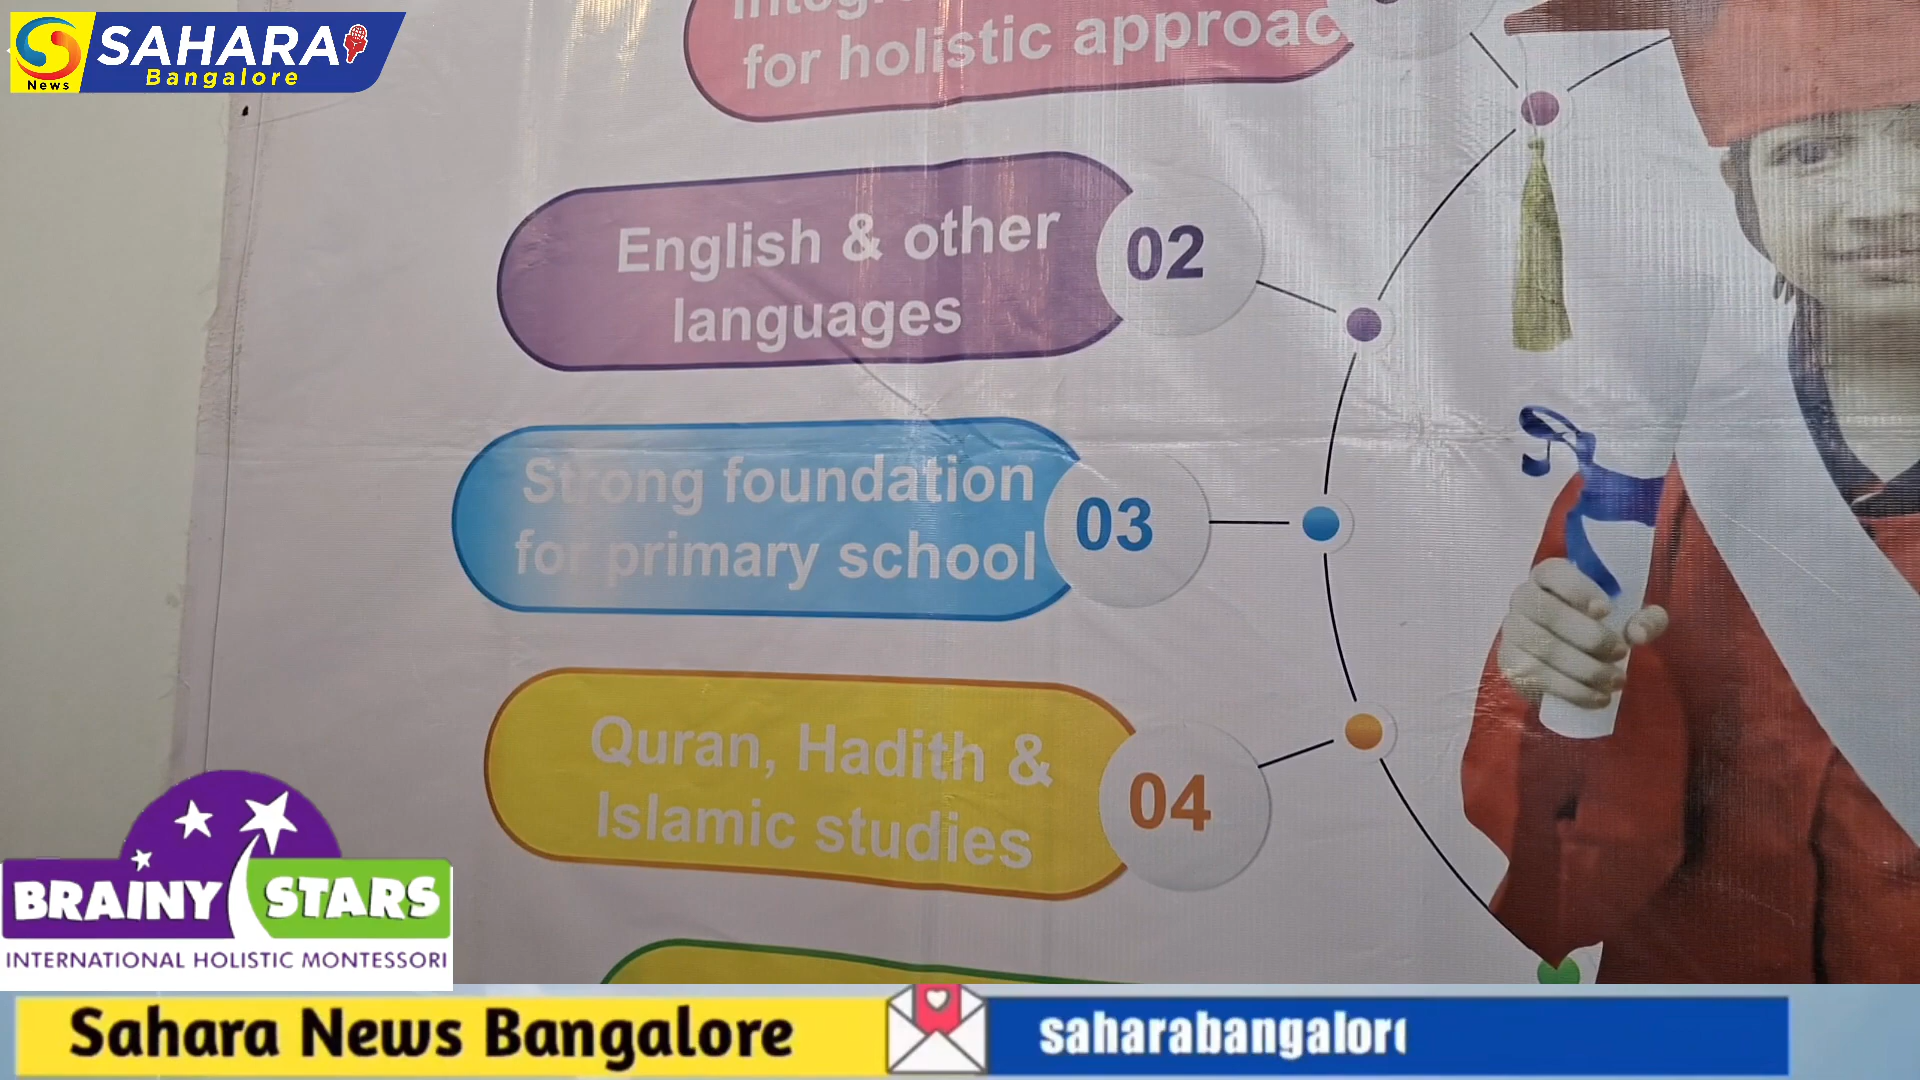 SAHARA
Bangalore
News
for holistic approac
English & other
languages
02
Strong foundation
for primary school
03
Quran, Hadith &
Islamic studies
04
BRAINY STARS
INTERNATIONAL HOLISTIC MONTESSORI
Sahara News Bangalore
saharabangalor